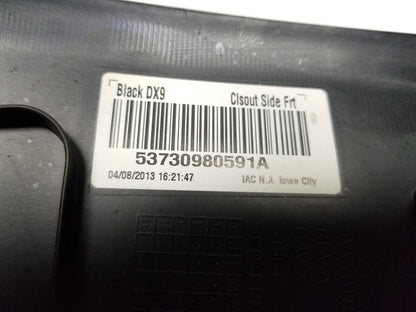 Black DX9 Clsout Side Frt
53730980591A
04/08/2013 16:21:47 IAC N.A. Iowa City